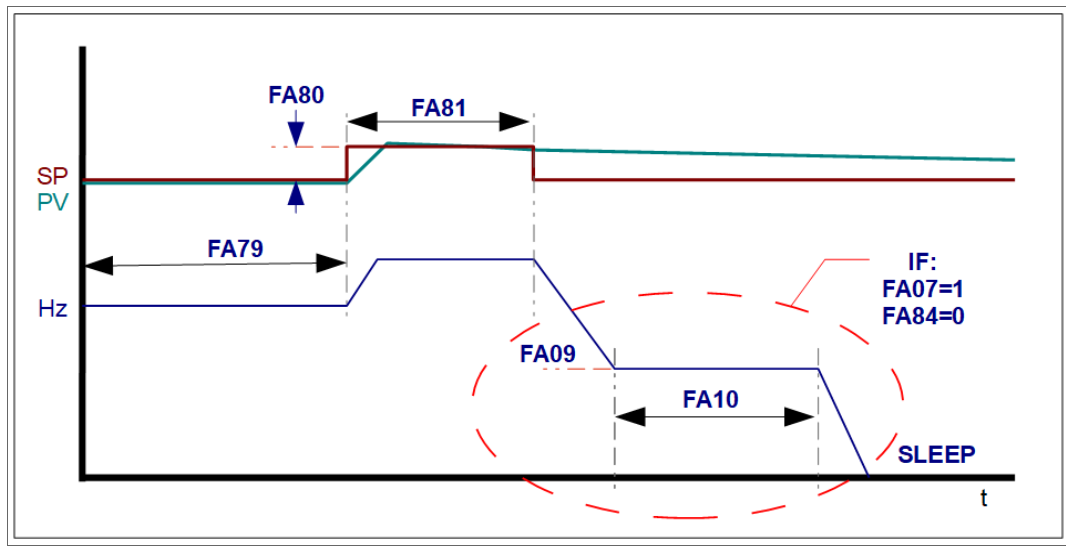 FA80
FA81
SP
PV
FA79
Hz
IF:
FA07=1
FA84=0
FA09
FA10
SLEEP
t